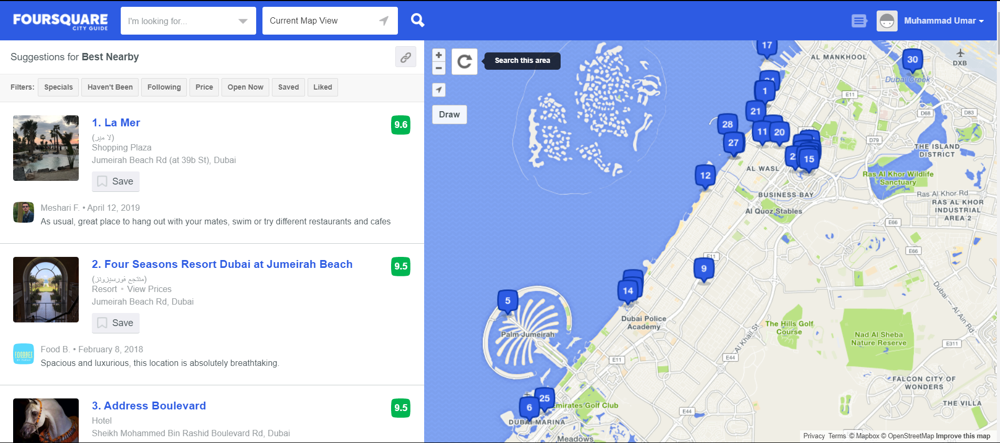 FOURSQUARE
CITY GUIDE
I'm looking for...
Current Map View
Muhammad Umar
Suggestions for Best Nearby
Filters:
Specials
Haven't Been
Following
Price
Open Now
Saved
Liked
1. La Mer
9.6
(لا مير)
Shopping Plaza
Jumeirah Beach Rd (at 39b St), Dubai
Save
Meshari F. • April 12, 2019
As usual, great place to hang out with your mates, swim or try different restaurants and cafes
2. Four Seasons Resort Dubai at Jumeirah Beach
9.5
(منتجع فورسيزونز)
Resort • View Prices
Jumeirah Beach Rd, Dubai
Save
FOODBEE
Food B. • February 8, 2018
Spacious and luxurious, this location is absolutely breathtaking.
3. Address Boulevard
9.5
Hotel
Sheikh Mohammed Bin Rashid Boulevard Rd, Dubai
+
−
Search this area
Draw
17
AL MANKHOOL
30
DXB
Dubai Creek
1
E11
21
D68
D83
28
11
20
27
D79
THE ISLAND
DISTRICT
15
12
AL WASL
Ras Al Khor Wildlife
Sanctuary
BUSINESS BAY
Ras Al Khor Rd
RAS AL KHOR
INDUSTRIAL
AREA 2
Al Quoz Stables
E66
E66
E11
9
14
5
Dubai — Al Ain Rd
Dubai Police
Academy
The Hills Golf
Course
Palm Jumeirah
Al Khail St
Nad Al Sheba
Nature Reserve
E311
E11
E44
FALCON CITY OF
WONDERS
25
6
Emirates Golf Club
THE VILLA
E44
DUBAI MARINA
Meadows
Privacy Terms © Mapbox © OpenStreetMap Improve this map